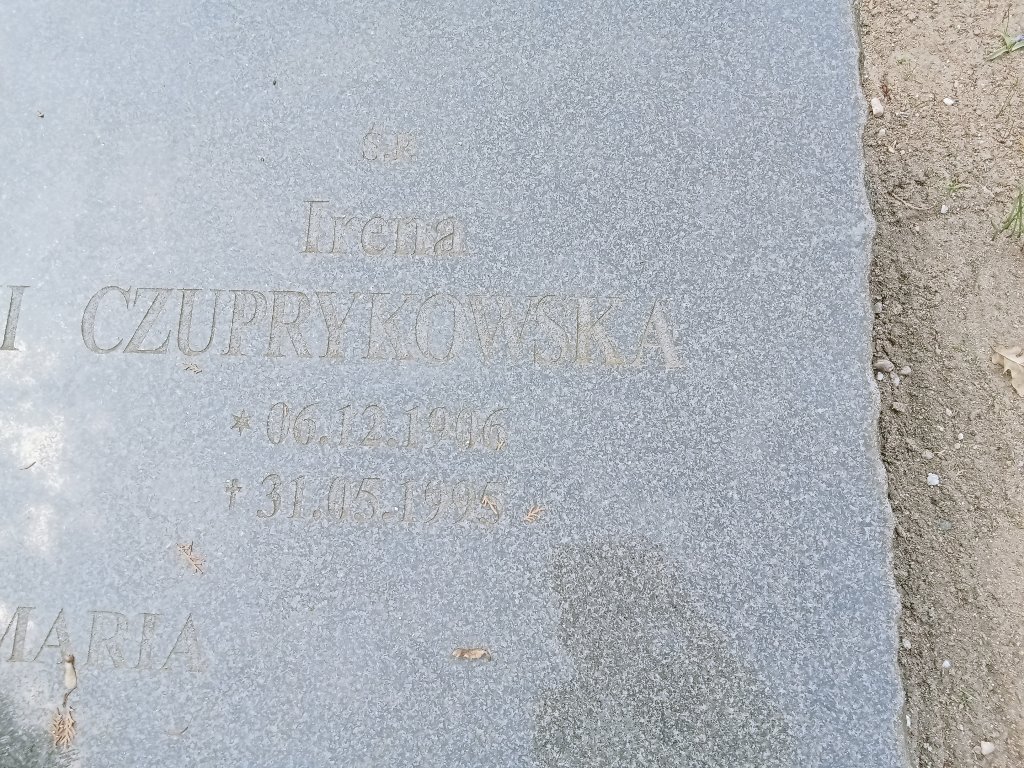 Ś.P.
Irena
I CZUPRYKOWSKA
* 06.12.1906
† 31.05.1995
MARIA